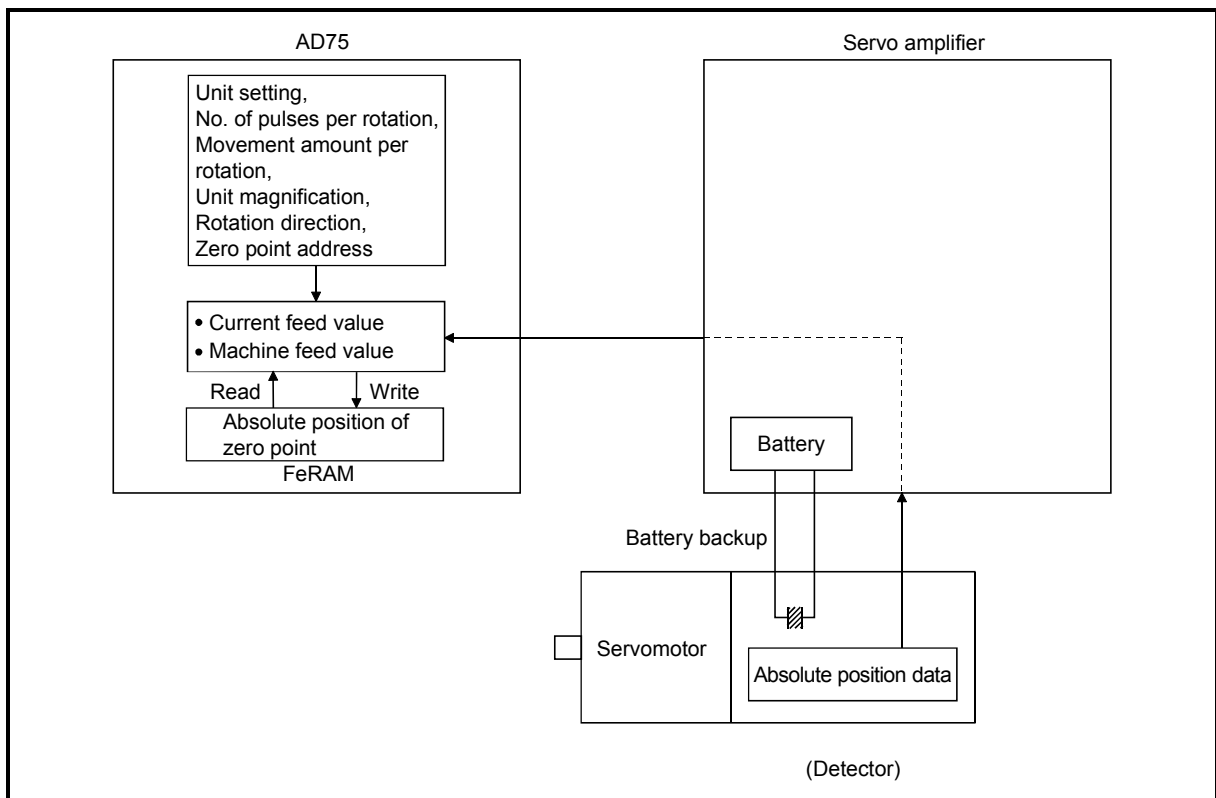 AD75
Servo amplifier
Unit setting,
No. of pulses per rotation,
Movement amount per
rotation,
Unit magnification,
Rotation direction,
Zero point address
• Current feed value
• Machine feed value
Read
Write
Absolute position of
zero point
FeRAM
Battery
Battery backup
Servomotor
Absolute position data
(Detector)